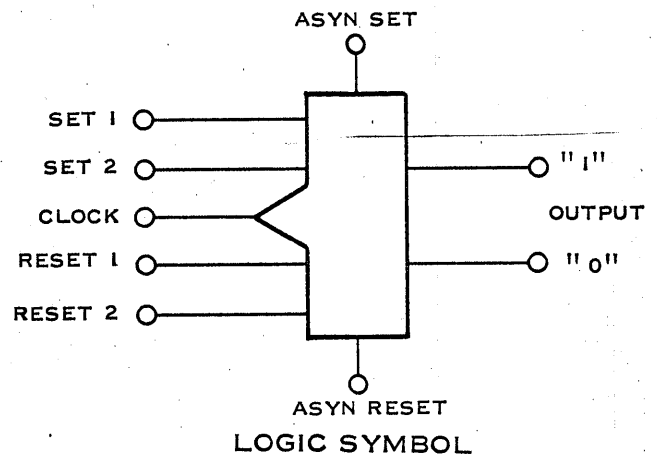 ASYN SET
SET 1
SET 2
CLOCK
RESET 1
RESET 2
"1"
OUTPUT
"0"
ASYN RESET
LOGIC SYMBOL